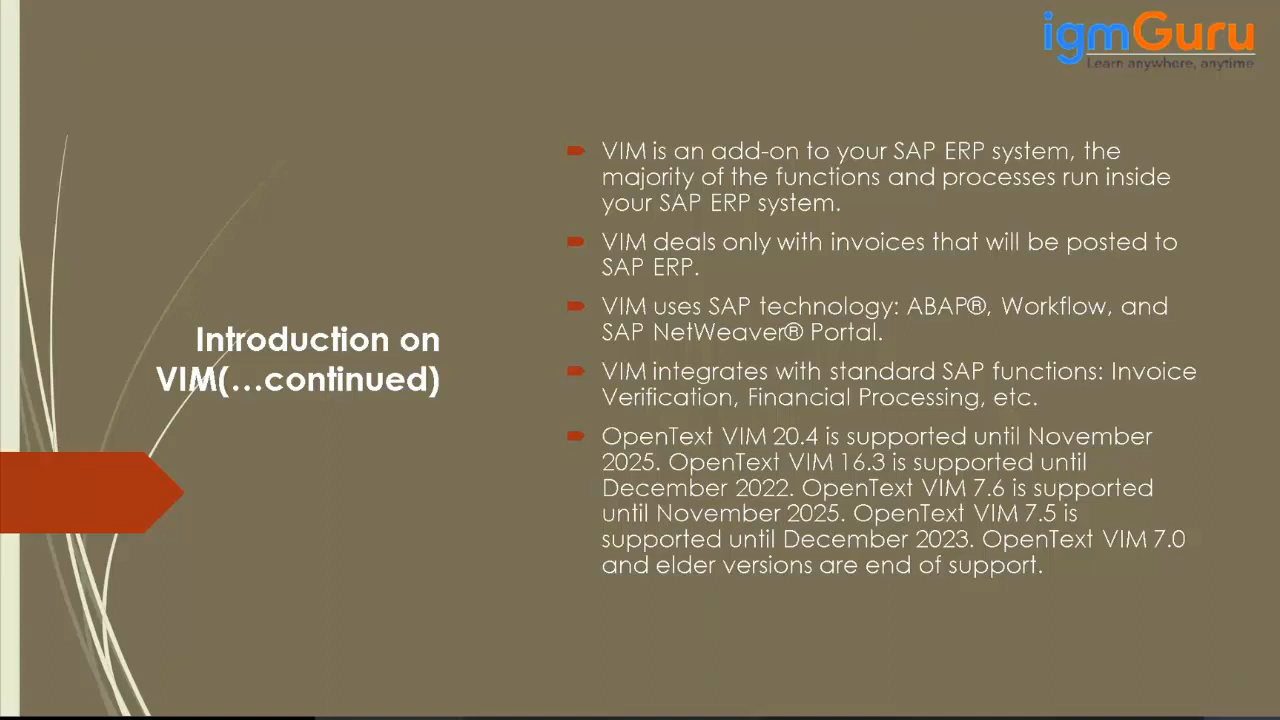 igmGuru
Learn anywhere, anytime
Introduction on
VIM(...continued)
VIM is an add-on to your SAP ERP system, the
majority of the functions and processes run inside
your SAP ERP system.
VIM deals only with invoices that will be posted to
SAP ERP.
VIM uses SAP technology: ABAP®, Workflow, and
SAP NetWeaver® Portal.
VIM integrates with standard SAP functions: Invoice
Verification, Financial Processing, etc.
OpenText VIM 20.4 is supported until November
2025. OpenText VIM 16.3 is supported until
December 2022. OpenText VIM 7.6 is supported
until November 2025. OpenText VIM 7.5 is
supported until December 2023. OpenText VIM 7.0
and elder versions are end of support.